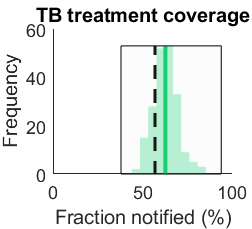 TB treatment coverage
60
40
20
0
Frequency
0 50 100
Fraction notified (%)